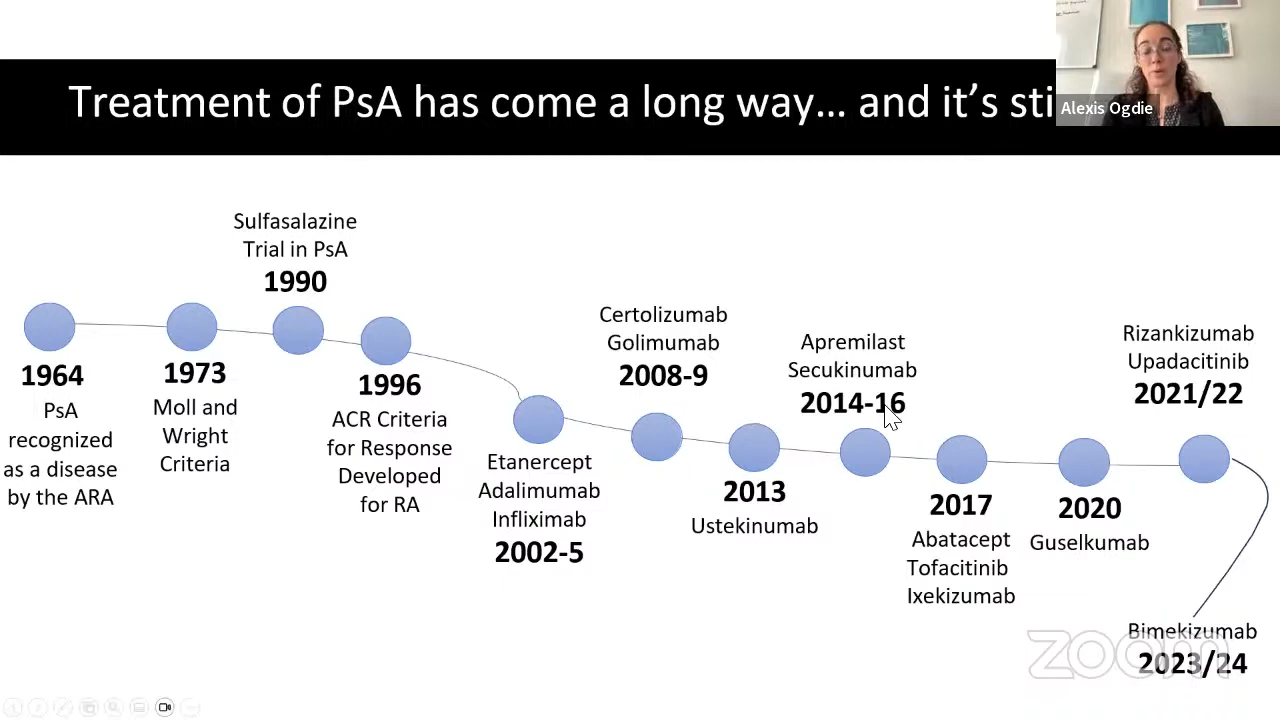 Treatment of PsA has come a long way… and it's sti
Alexis Ogdie
Sulfasalazine
Trial in PsA
1990
1964
PsA
recognized
as a disease
by the ARA
1973
Moll and
Wright
Criteria
1996
ACR Criteria
for Response
Developed
for RA
Etanercept
Adalimumab
Infliximab
2002-5
Certolizumab
Golimumab
2008-9
2013
Ustekinumab
Apremilast
Secukinumab
2014-16
2017
Abatacept
Tofacitinib
Ixekizumab
2020
Guselkumab
Rizankizumab
Upadacitinib
2021/22
Bimekizumab
2023/24
zoom